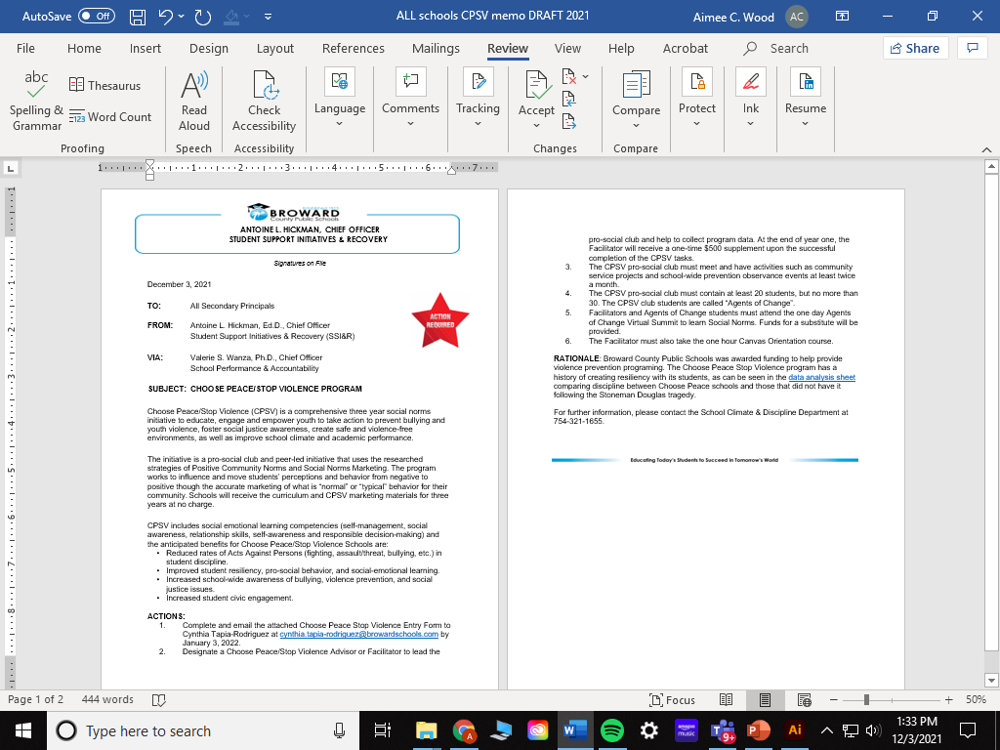 AutoSave Off
ALL schools CPSV memo DRAFT 2021
Aimee C. Wood AC
File Home Insert Design Layout References Mailings Review View Help Acrobat Search Share
abc
Spelling & Grammar
Thesaurus
Word Count
Read Aloud
Check Accessibility
Language
Comments
Tracking
Accept
Compare
Protect
Ink
Resume
Proofing Speech Accessibility Changes Compare
1 1 2 3 4 5 6 7
BROWARD
County Public Schools
ANTOINE L. HICKMAN, CHIEF OFFICER
STUDENT SUPPORT INITIATIVES & RECOVERY
Signatures on File
December 3, 2021
TO: All Secondary Principals
ACTION REQUIRED
FROM: Antoine L. Hickman, Ed.D., Chief Officer
Student Support Initiatives & Recovery (SSI&R)
VIA: Valerie S. Wanza, Ph.D., Chief Officer
School Performance & Accountability
SUBJECT: CHOOSE PEACE/STOP VIOLENCE PROGRAM
Choose Peace/Stop Violence (CPSV) is a comprehensive three year social norms
initiative to educate, engage and empower youth to take action to prevent bullying and
youth violence, foster social justice awareness, create safe and violence-free
environments, as well as improve school climate and academic performance.
The initiative is a pro-social club and peer-led initiative that uses the researched
strategies of Positive Community Norms and Social Norms Marketing. The program
works to influence and move students' perceptions and behavior from negative to
positive though the accurate marketing of what is “normal” or “typical” behavior for their
community. Schools will receive the curriculum and CPSV marketing materials for three
years at no charge.
CPSV includes social emotional learning competencies (self-management, social
awareness, relationship skills, self-awareness and responsible decision-making) and
the anticipated benefits for Choose Peace/Stop Violence Schools are:
• Reduced rates of Acts Against Persons (fighting, assault/threat, bullying, etc.) in
student discipline.
• Improved student resiliency, pro-social behavior, and social-emotional learning.
• Increased school-wide awareness of bullying, violence prevention, and social
justice issues.
• Increased student civic engagement.
ACTIONS:
1. Complete and email the attached Choose Peace Stop Violence Entry Form to
Cynthia Tapia-Rodriguez at cynthia.tapia-rodriguez@browardschools.com by
January 3, 2022.
2. Designate a Choose Peace/Stop Violence Advisor or Facilitator to lead the
pro-social club and help to collect program data. At the end of year one, the
Facilitator will receive a one-time $500 supplement upon the successful
completion of the CPSV tasks.
3. The CPSV pro-social club must meet and have activities such as community
service projects and school-wide prevention observance events at least twice
a month.
4. The CPSV pro-social club must contain at least 20 students, but no more than
30. The CPSV club students are called “Agents of Change”.
5. Facilitators and Agents of Change students must attend the one day Agents
of Change Virtual Summit to learn Social Norms. Funds for a substitute will be
provided.
6. The Facilitator must also take the one hour Canvas Orientation course.
RATIONALE: Broward County Public Schools was awarded funding to help provide
violence prevention programing. The Choose Peace Stop Violence program has a
history of creating resiliency with its students, as can be seen in the data analysis sheet
comparing discipline between Choose Peace schools and those that did not have it
following the Stoneman Douglas tragedy.
For further information, please contact the School Climate & Discipline Department at
754-321-1655.
Educating Today's Students to Succeed in Tomorrow's World
Page 1 of 2 444 words Focus 50%
Type here to search
amazon music
9+
1:33 PM
12/3/2021